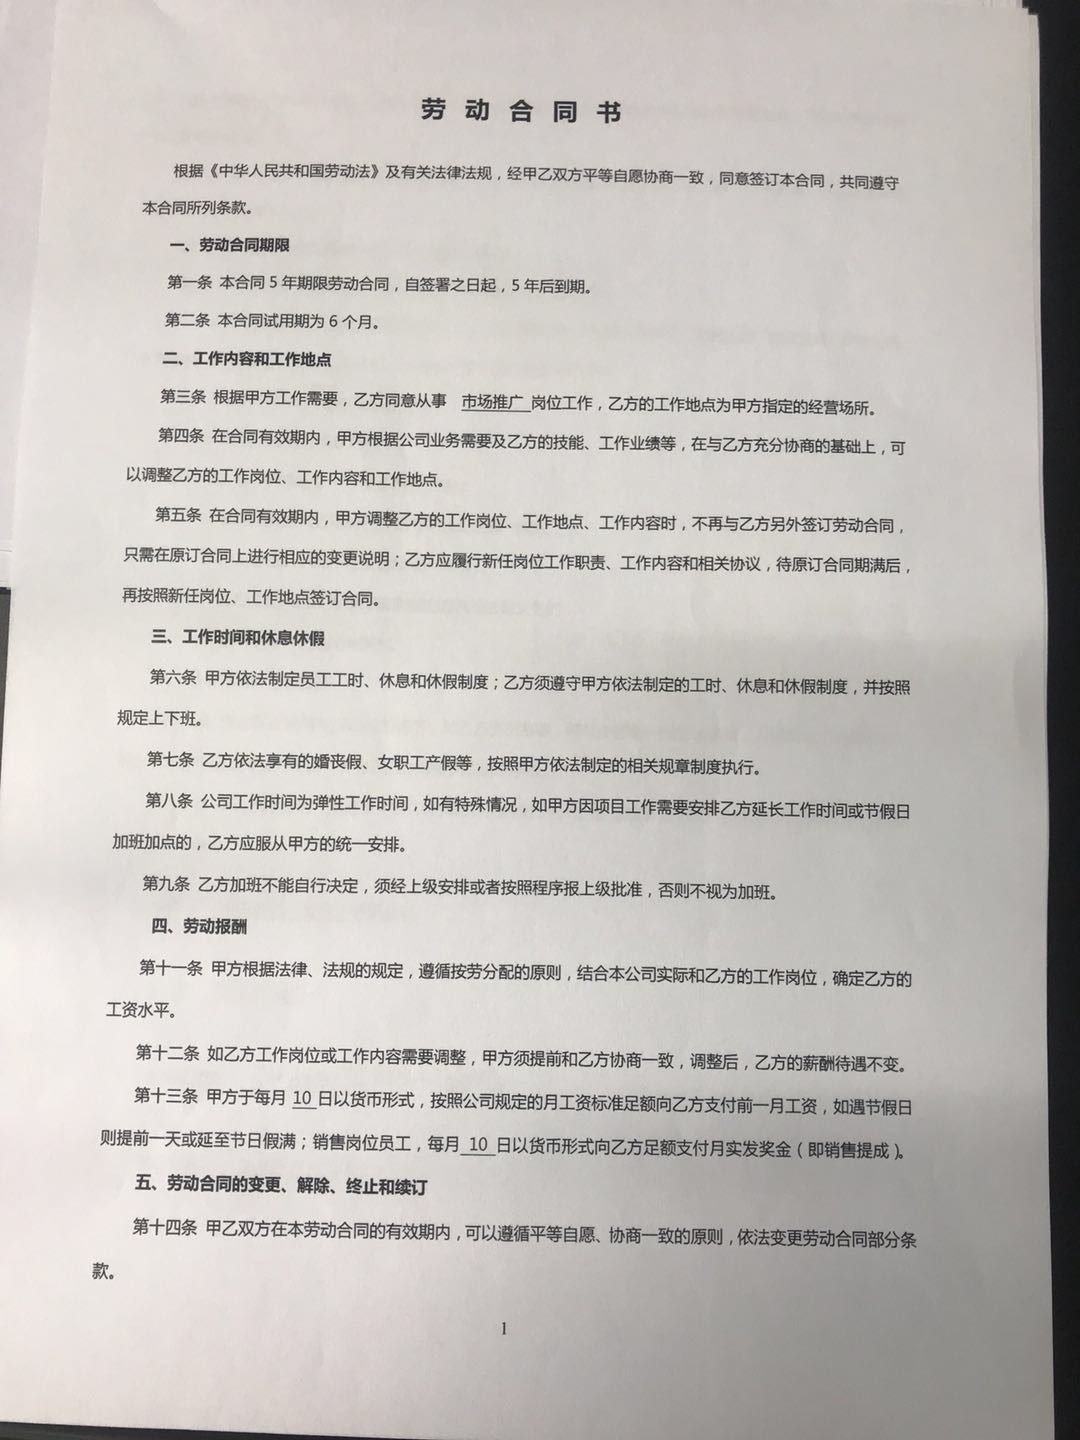 劳动合同书
根据《中华人民共和国劳动法》及有关法律法规，经甲乙双方平等自愿协商一致，同意签订本合同，共同遵守
本合同所列条款。
一、劳动合同期限
第一条 本合同5年期限劳动合同，自签署之日起，5年后到期。
第二条 本合同试用期为6个月。
二、工作内容和工作地点
第三条 根据甲方工作需要，乙方同意从事 市场推广 岗位工作，乙方的工作地点为甲方指定的经营场所。
第四条 在合同有效期内，甲方根据公司业务需要及乙方的技能、工作业绩等，在与乙方充分协商的基础上，可
以调整乙方的工作岗位、工作内容和工作地点。
第五条 在合同有效期内，甲方调整乙方的工作岗位、工作地点、工作内容时，不再与乙方另外签订劳动合同，
只需在原订合同上进行相应的变更说明；乙方应履行新任岗位工作职责、工作内容和相关协议，待原订合同期满后，
再按照新任岗位、工作地点签订合同。
三、工作时间和休息休假
第六条 甲方依法制定员工工时、休息和休假制度；乙方须遵守甲方依法制定的工时、休息和休假制度，并按照
规定上下班。
第七条 乙方依法享有的婚丧假、女职工产假等，按照甲方依法制定的相关规章制度执行。
第八条 公司工作时间为弹性工作时间，如有特殊情况，如甲方因项目工作需要安排乙方延长工作时间或节假日
加班加点的，乙方应服从甲方的统一安排。
第九条 乙方加班不能自行决定，须经上级安排或者按照程序报上级批准，否则不视为加班。
四、劳动报酬
第十一条 甲方根据法律、法规的规定，遵循按劳分配的原则，结合本公司实际和乙方的工作岗位，确定乙方的
工资水平。
第十二条 如乙方工作岗位或工作内容需要调整，甲方须提前和乙方协商一致，调整后，乙方的薪酬待遇不变。
第十三条 甲方于每月 10 日以货币形式，按照公司规定的月工资标准足额向乙方支付前一月工资，如遇节假日
则提前一天或延至节日假满；销售岗位员工，每月 10 日以货币形式向乙方足额支付月实发奖金（即销售提成）。
五、劳动合同的变更、解除、终止和续订
第十四条 甲乙双方在本劳动合同的有效期内，可以遵循平等自愿、协商一致的原则，依法变更劳动合同部分条
款。
1